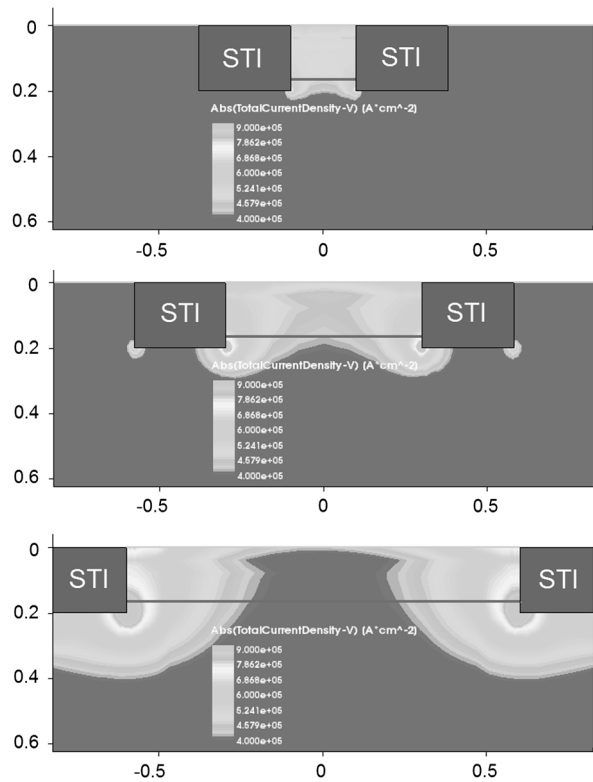 0
STI STI
0.2
Abs(TotalCurrentDensity-V) [A*cm^-2]
9.000e+05
7.862e+05
0.4
6.868e+05
6.000e+05
5.241e+05
4.579e+05
0.6
4.000e+05
-0.5 0 0.5
0
STI STI
0.2
Abs(TotalCurrentDensity-V) [A*cm^-2]
9.000e+05
7.862e+05
0.4
6.868e+05
6.000e+05
5.241e+05
4.579e+05
0.6
4.000e+05
-0.5 0 0.5
0
STI STI
0.2
Abs(TotalCurrentDensity-V) [A*cm^-2]
9.000e+05
7.862e+05
0.4
6.868e+05
6.000e+05
5.241e+05
4.579e+05
0.6
4.000e+05
-0.5 0 0.5